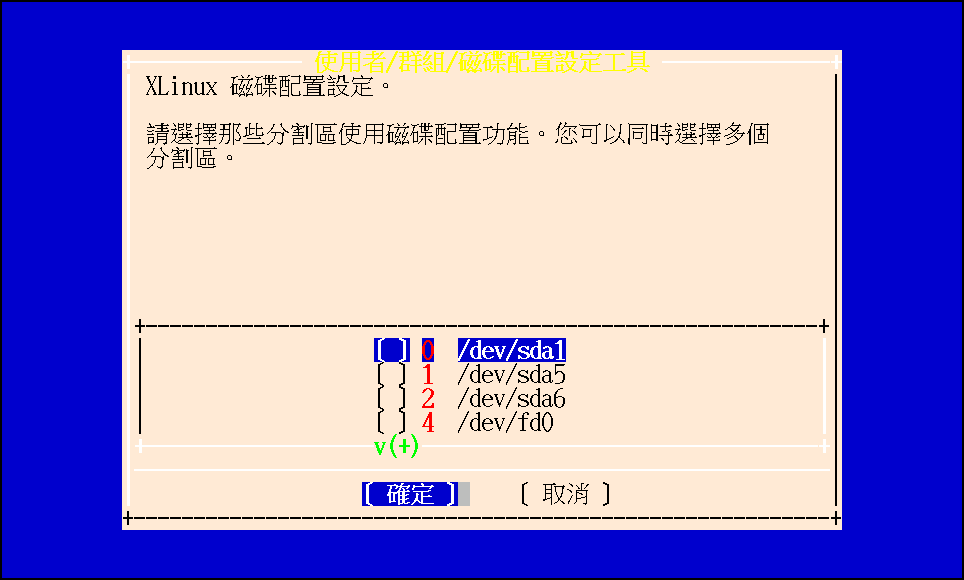 使用者/群組/磁碟配置設定工具
XLinux 磁碟配置設定。
請選擇那些分割區使用磁碟配置功能。您可以同時選擇多個
分割區。
[ ] 0 /dev/sda1
[ ] 1 /dev/sda5
[ ] 2 /dev/sda6
[ ] 4 /dev/fd0
v(+)
[ 確定 ] [ 取消 ]